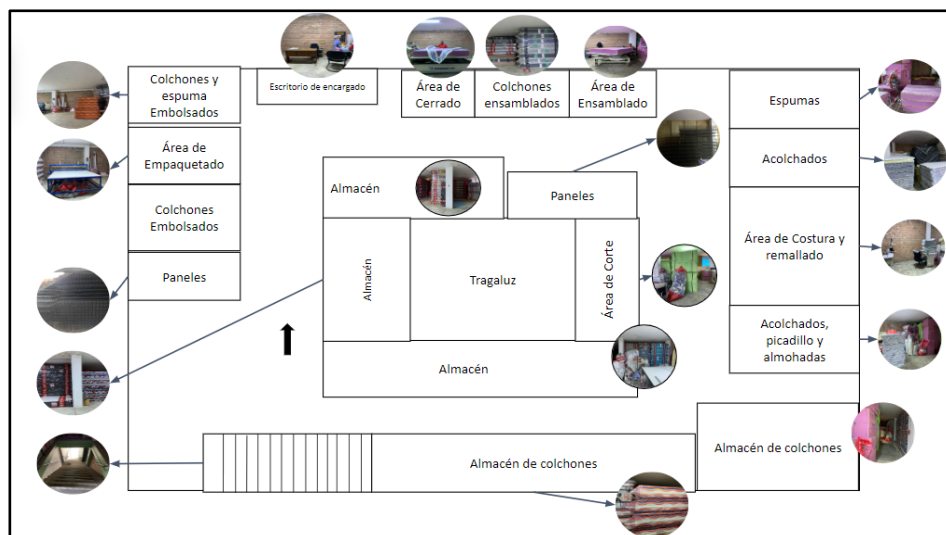 Colchones y
espuma
Embolsados
Escritorio de encargado
Área de
Cerrado
Colchones
ensamblados
Área de
Ensamblado
Espumas
Área de
Empaquetado
Acolchados
Almacén
Paneles
Colchones
Embolsados
Almacén
Tragaluz
Área de Corte
Área de Costura y
remallado
Paneles
Acolchados,
picadillo y
almohadas
Almacén
Almacén de colchones
Almacén de colchones